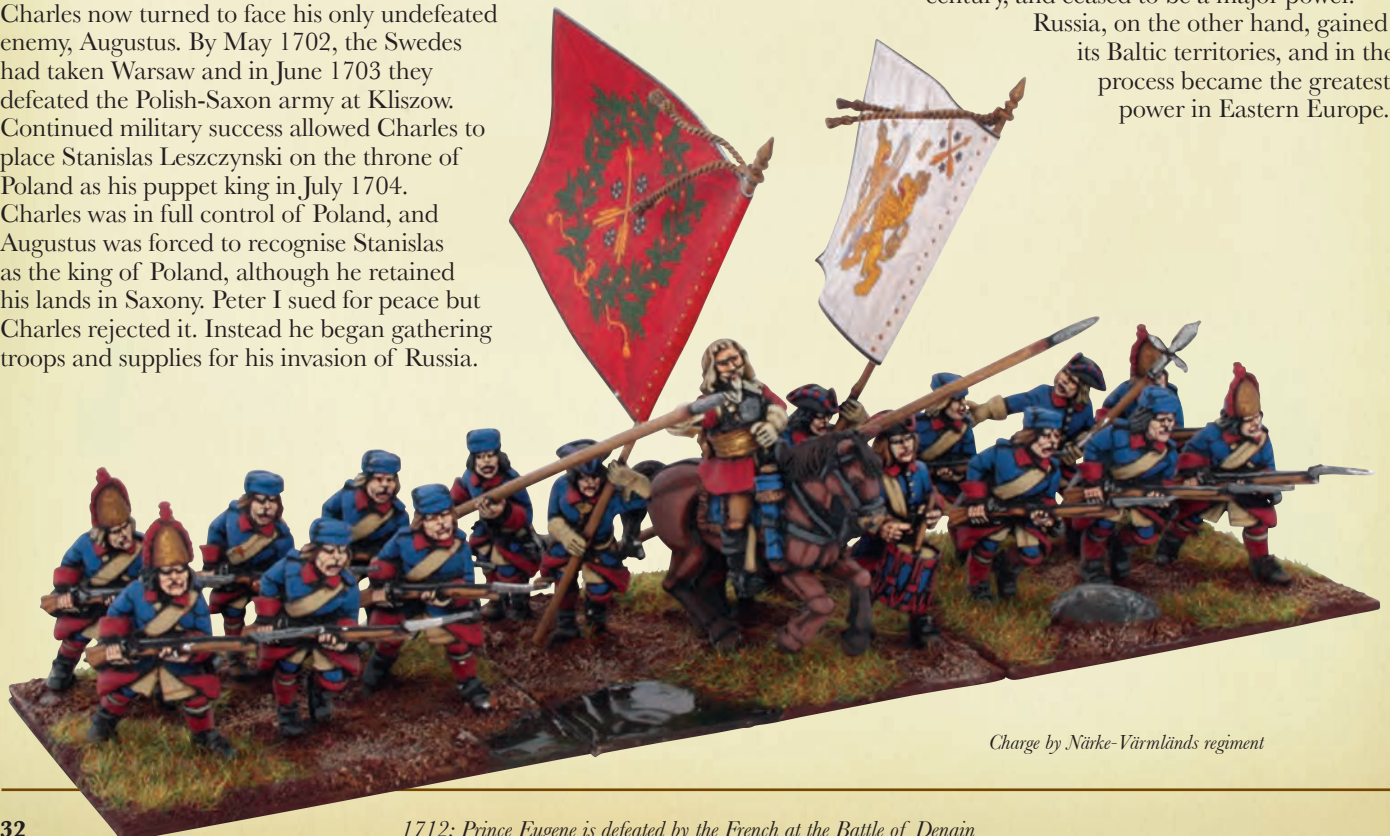 Charles now turned to face his only undefeated
enemy, Augustus. By May 1702, the Swedes
had taken Warsaw and in June 1703 they
defeated the Polish-Saxon army at Kliszow.
Continued military success allowed Charles to
place Stanislas Leszczynski on the throne of
Poland as his puppet king in July 1704.
Charles was in full control of Poland, and
Augustus was forced to recognise Stanislas
as the king of Poland, although he retained
his lands in Saxony. Peter I sued for peace but
Charles rejected it. Instead he began gathering
troops and supplies for his invasion of Russia.
century, and ceased to be a major power.
Russia, on the other hand, gained
its Baltic territories, and in the
process became the greatest
power in Eastern Europe.
Charge by Närke-Värmländs regiment
32
1712: Prince Eugene is defeated by the French at the Battle of Denain